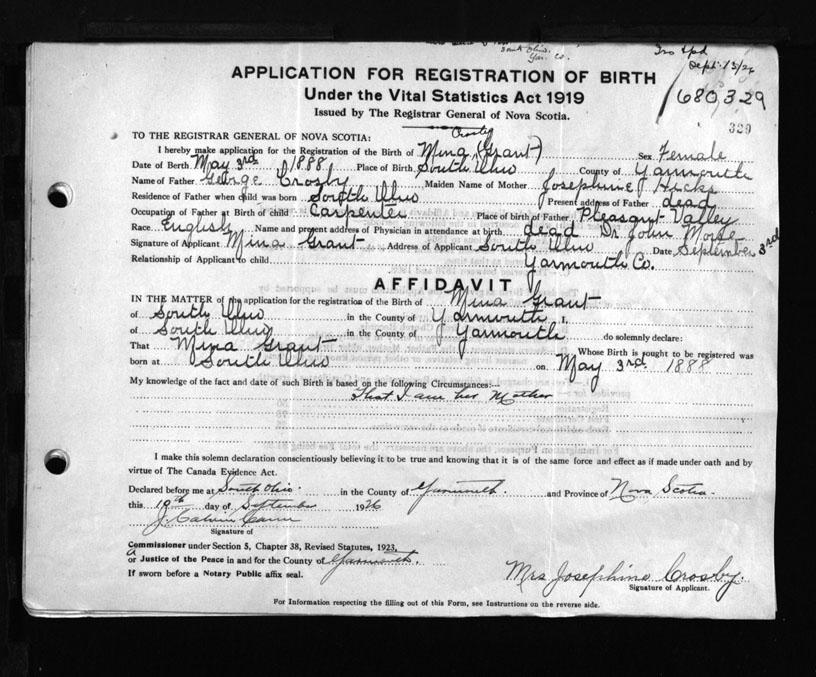 South Ohio.
Yar. Co.
Sept. 13/26
APPLICATION FOR REGISTRATION OF BIRTH
Under the Vital Statistics Act 1919
680329
Issued by The Registrar General of Nova Scotia.
329
TO THE REGISTRAR GENERAL OF NOVA SCOTIA:
Crosby
I hereby make application for the Registration of the Birth of Mina (Grant) Sex Female
Date of Birth May 3rd 1888 Place of Birth South Ohio County of Yarmouth
Name of Father George Crosby Maiden Name of Mother Josephine Hicks
Residence of Father when child was born South Ohio Present address of Father dead
Occupation of Father at Birth of child Carpenter Place of birth of Father Pleasant Valley
Race English Name and present address of Physician in attendance at birth dead Dr John Morse
Signature of Applicant Mina Grant Address of Applicant South Ohio Date September 3rd
Relationship of Applicant to child Yarmouth Co.
AFFIDAVIT
IN THE MATTER of the application for the registration of the Birth of Mina Grant
of South Ohio in the County of Yarmouth I,
of South Ohio in the County of Yarmouth do solemnly declare:
That Mina Grant Whose Birth is sought to be registered was
born at South Ohio on May 3rd. 1888
My knowledge of the fact and date of such Birth is based on the following Circumstances:—
That I am her Mother
I make this solemn declaration conscientiously believing it to be true and knowing that it is of the same force and effect as if made under oath and by
virtue of The Canada Evidence Act.
Declared before me at South Ohio. in the County of Yarmouth. and Province of Nova Scotia.
this 10th day of September 1926
J. Calvin Cann
Signature of
Commissioner under Section 5, Chapter 38, Revised Statutes, 1923,
a
or Justice of the Peace in and for the County of Yarmouth.
If sworn before a Notary Public affix seal.
Mrs Josephine Crosby.
Signature of Applicant.
For Information respecting the filling out of this Form, see Instructions on the reverse side.